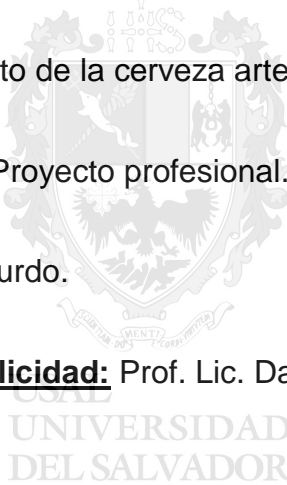 to de la cerveza arte
Proyecto profesional.
urdo.
licidad: Prof. Lic. Da
USAL
UNIVERSIDAD
DEL SALVADOR